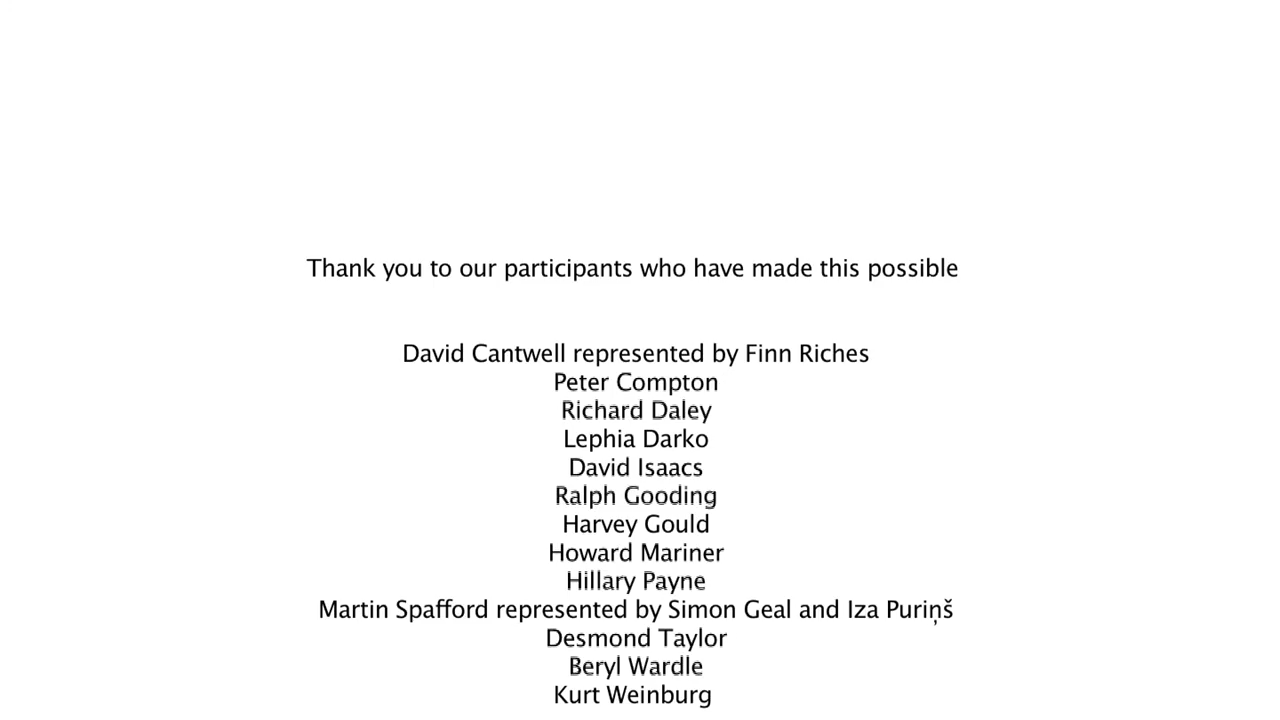 Thank you to our participants who have made this possible
David Cantwell represented by Finn Riches
Peter Compton
Richard Daley
Lephia Darko
David Isaacs
Ralph Gooding
Harvey Gould
Howard Mariner
Hillary Payne
Martin Spafford represented by Simon Geal and Iza Puriņš
Desmond Taylor
Beryl Wardle
Kurt Weinburg